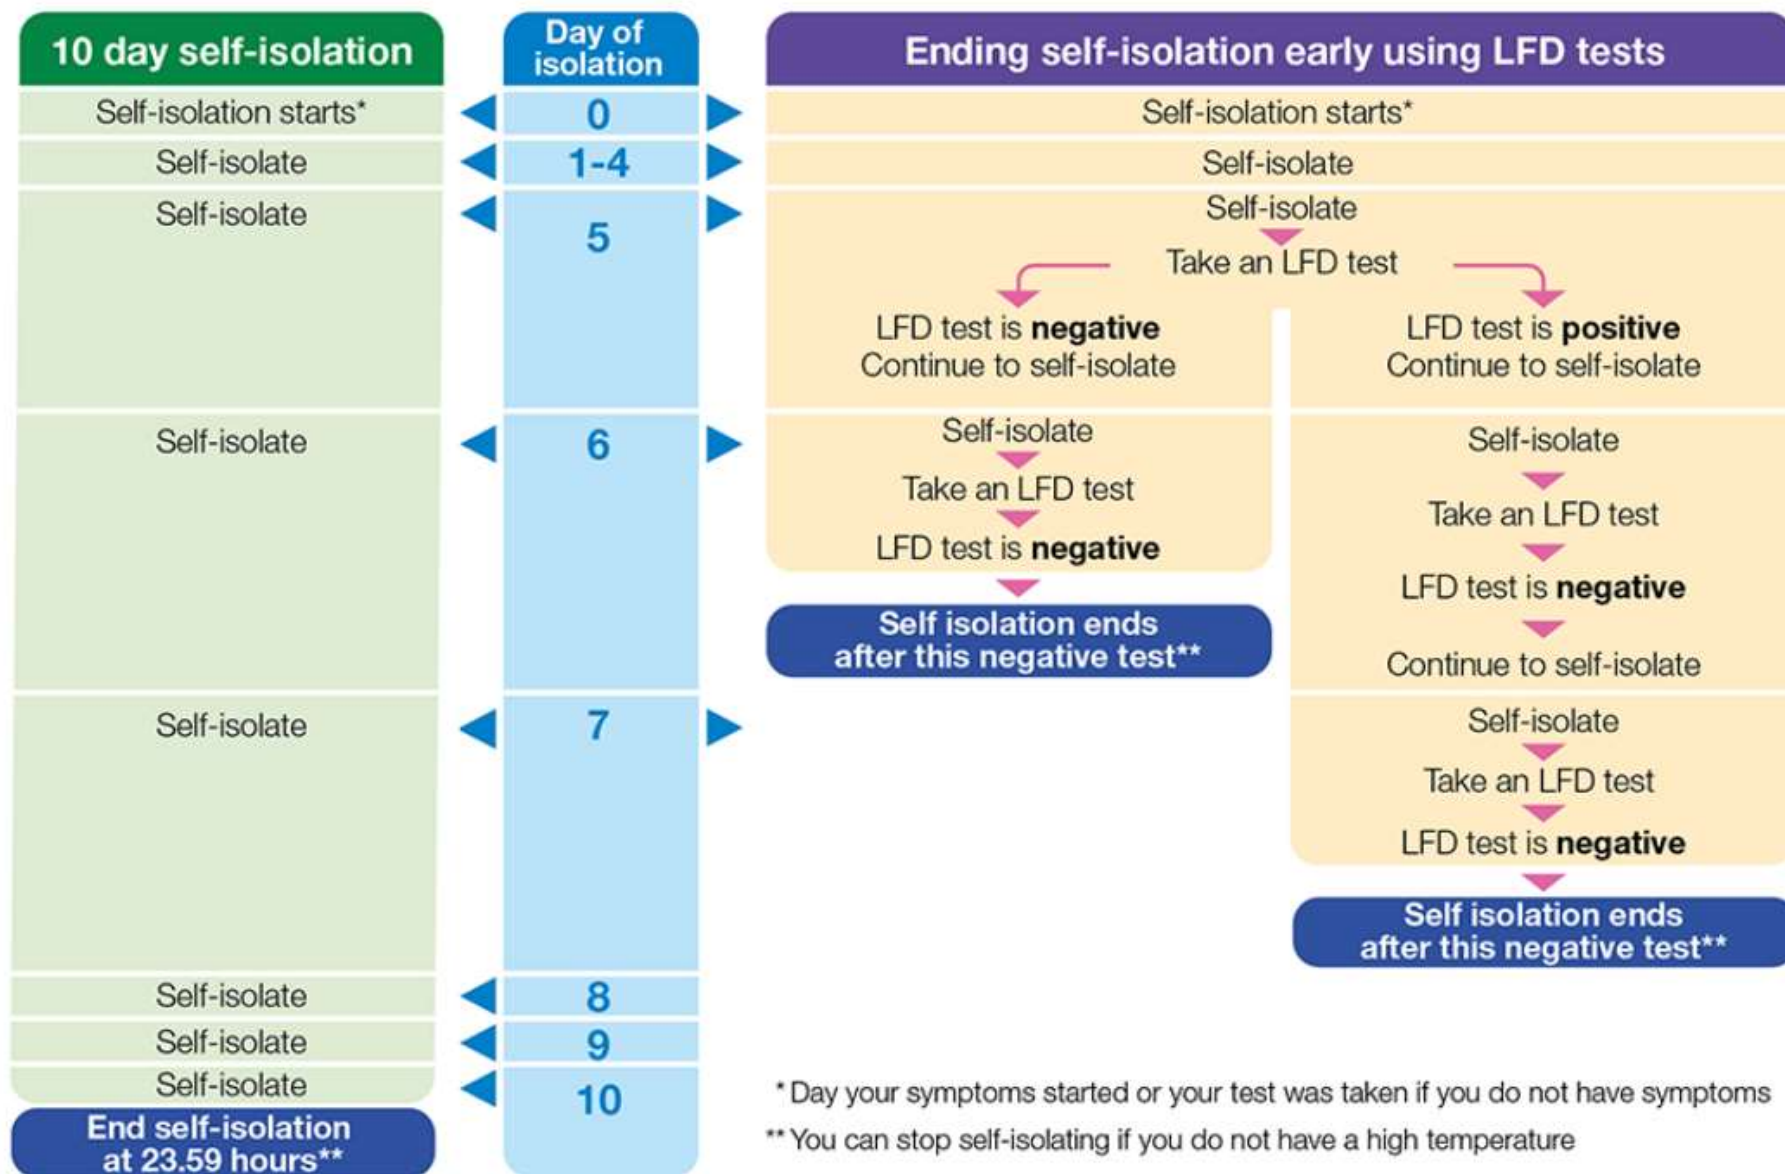 10 day self-isolation
Day of
isolation
Ending self-isolation early using LFD tests
Self-isolation starts*
0
Self-isolation starts*
Self-isolate
1-4
Self-isolate
Self-isolate
5
Self-isolate
Take an LFD test
LFD test is negative
Continue to self-isolate
LFD test is positive
Continue to self-isolate
Self-isolate
6
Self-isolate
Take an LFD test
LFD test is negative
Self isolation ends
after this negative test**
Self-isolate
Take an LFD test
LFD test is negative
Continue to self-isolate
Self-isolate
7
Self-isolate
Take an LFD test
LFD test is negative
Self isolation ends
after this negative test**
Self-isolate
8
Self-isolate
9
Self-isolate
10
End self-isolation
at 23.59 hours**
* Day your symptoms started or your test was taken if you do not have symptoms
** You can stop self-isolating if you do not have a high temperature